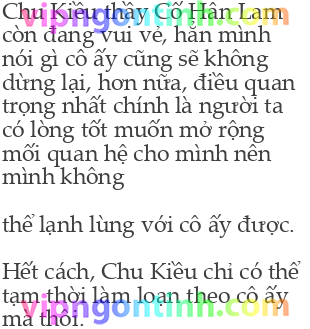 Chu Kiều thầy Cố Hân Lam
còn đang vui vẻ, hắn mình
nói gì cô ấy cũng sẽ không
dừng lại, hơn nữa, điều quan
trọng nhất chính là người ta
có lòng tốt muốn mở rộng
mối quan hệ cho mình nên
mình không
thể lạnh lùng với cô ấy được.
Hết cách, Chu Kiều chỉ có thể
tạm thời làm loạn theo cô ấy
mà thôi.
vipngontinh.com
vipngontinh.com